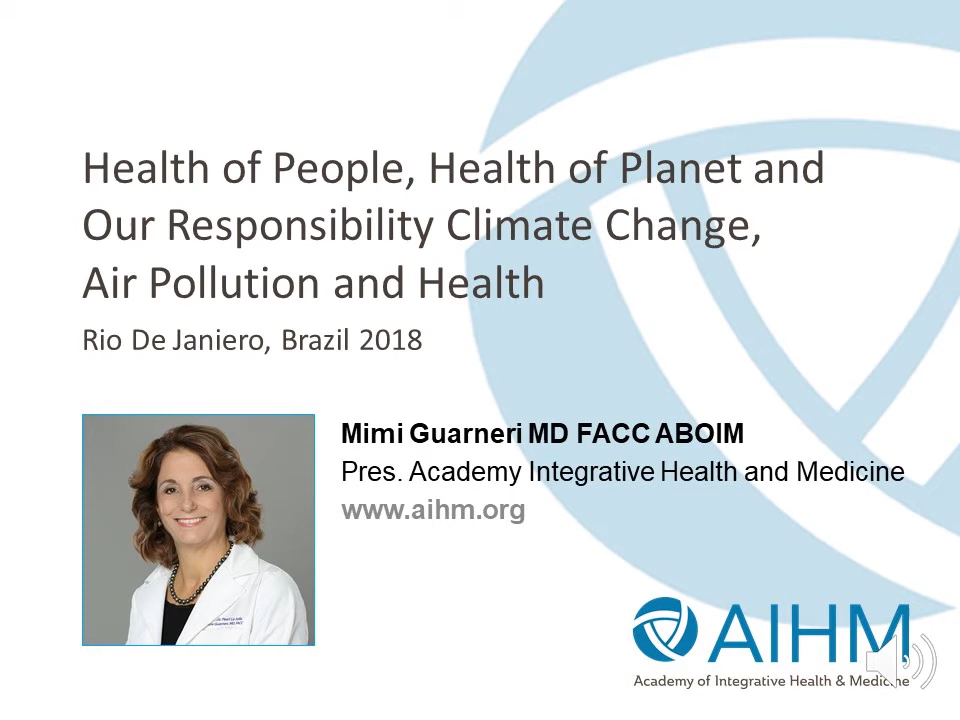 Health of People, Health of Planet and
Our Responsibility Climate Change,
Air Pollution and Health
Rio De Janiero, Brazil 2018
Mimi Guarneri MD FACC ABOIM
Pres. Academy Integrative Health and Medicine
www.aihm.org
AIHM
Academy of Integrative Health & Medicine